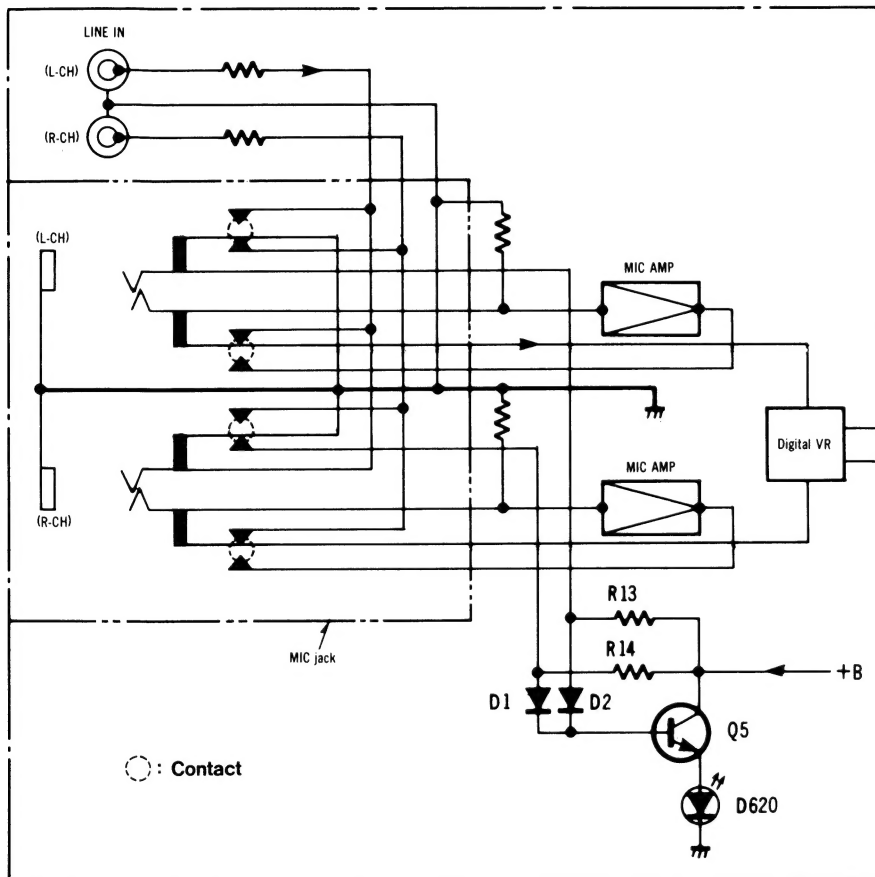 LINE IN
(L-CH)
(R-CH)
(L-CH)
MIC AMP
Digital VR
MIC AMP
(R-CH)
R13
MIC jack
R14
+B
D1
D2
Q5
: Contact
D620